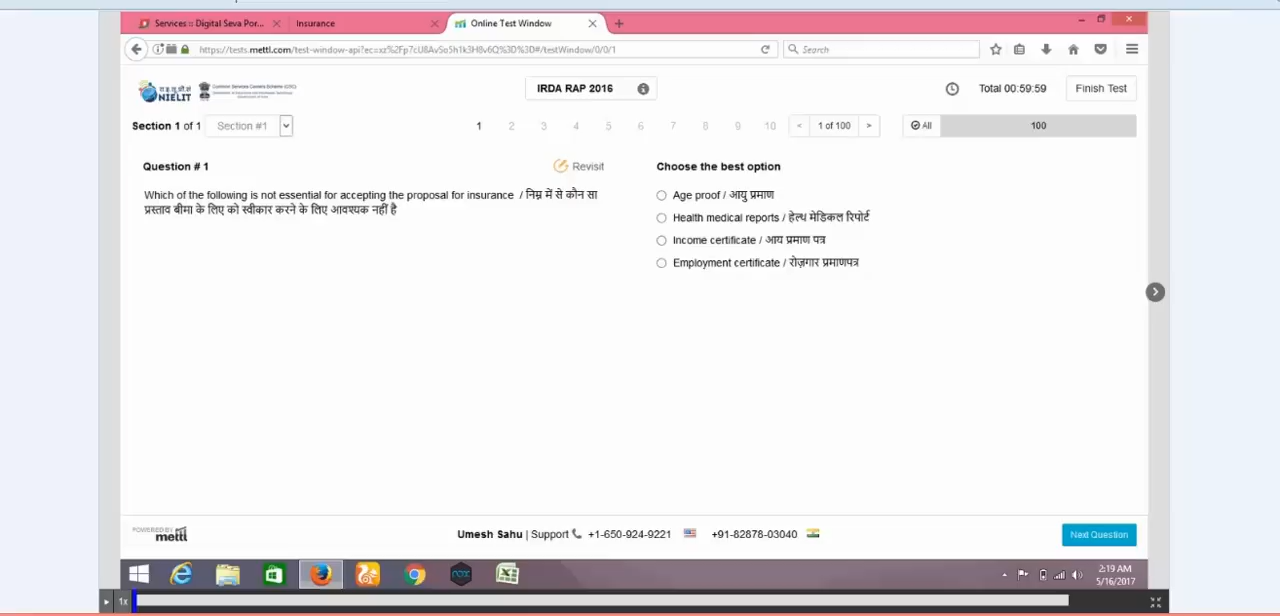 Services :: Digital Seva Por...
Insurance
Online Test Window
https://tests.mettl.com/test-window-api?ec=xz%2Fp7cU8AvSo5h1k3H8v6Q%3D%3D#/testWindow/0/0/1
Search
NIELIT
IRDA RAP 2016
Total 00:59:59
Finish Test
Section 1 of 1 Section #1
1 2 3 4 5 6 7 8 9 10 < 1 of 100 >
All 100
Question # 1
Revisit
Which of the following is not essential for accepting the proposal for insurance / निम्न में से कौन सा
प्रस्ताव बीमा के लिए को स्वीकार करने के लिए आवश्यक नहीं है
Choose the best option
Age proof / आयु प्रमाण
Health medical reports / हेल्थ मेडिकल रिपोर्ट
Income certificate / आय प्रमाण पत्र
Employment certificate / रोज़गार प्रमाणपत्र
POWERED BY
mettl
Umesh Sahu | Support +1-650-924-9221 +91-82878-03040
Next Question
2:19 AM
5/16/2017
1x